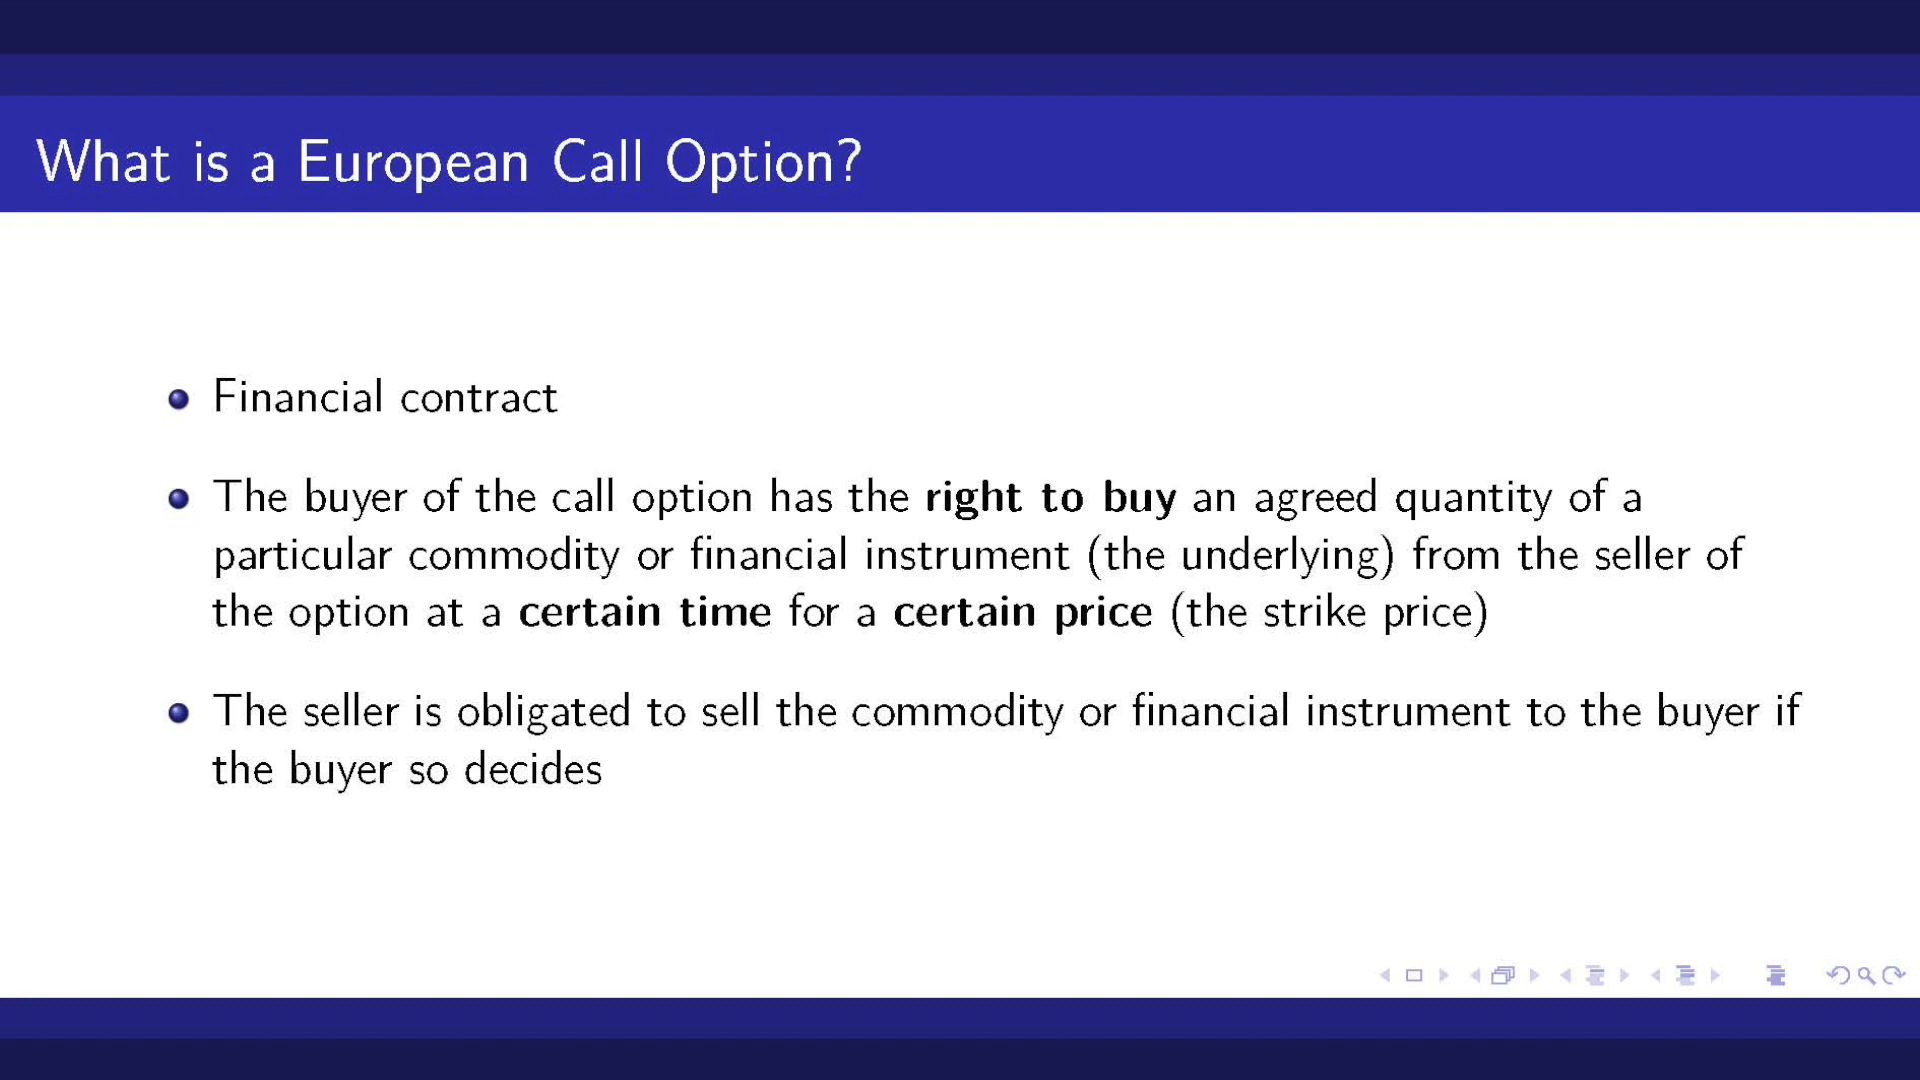 What is a European Call Option?
Financial contract
The buyer of the call option has the right to buy an agreed quantity of a
particular commodity or financial instrument (the underlying) from the seller of
the option at a certain time for a certain price (the strike price)
The seller is obligated to sell the commodity or financial instrument to the buyer if
the buyer so decides